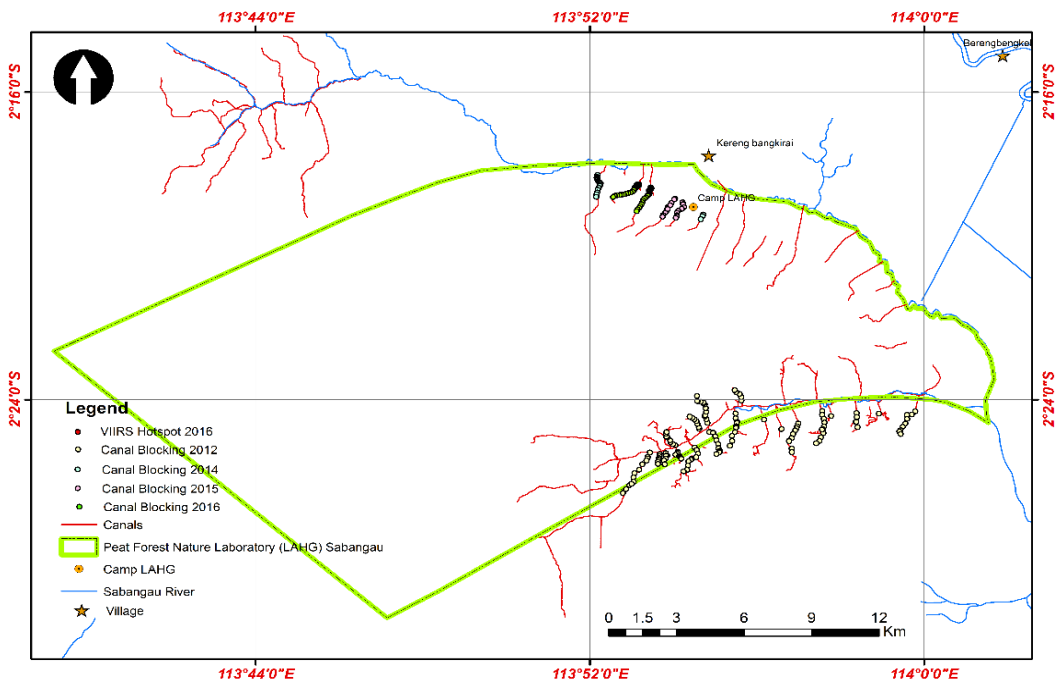 113°44'0"E 113°52'0"E 114°0'0"E
Berengbengkel
2°16'0"S 2°16'0"S
Kereng bangkirai
Camp LAHG
2°24'0"S 2°24'0"S
Legend
VIIRS Hotspot 2016
Canal Blocking 2012
Canal Blocking 2014
Canal Blocking 2015
Canal Blocking 2016
Canals
Peat Forest Nature Laboratory (LAHG) Sabangau
Camp LAHG
Sabangau River
Village
0 1.5 3 6 9 12
Km
113°44'0"E 113°52'0"E 114°0'0"E